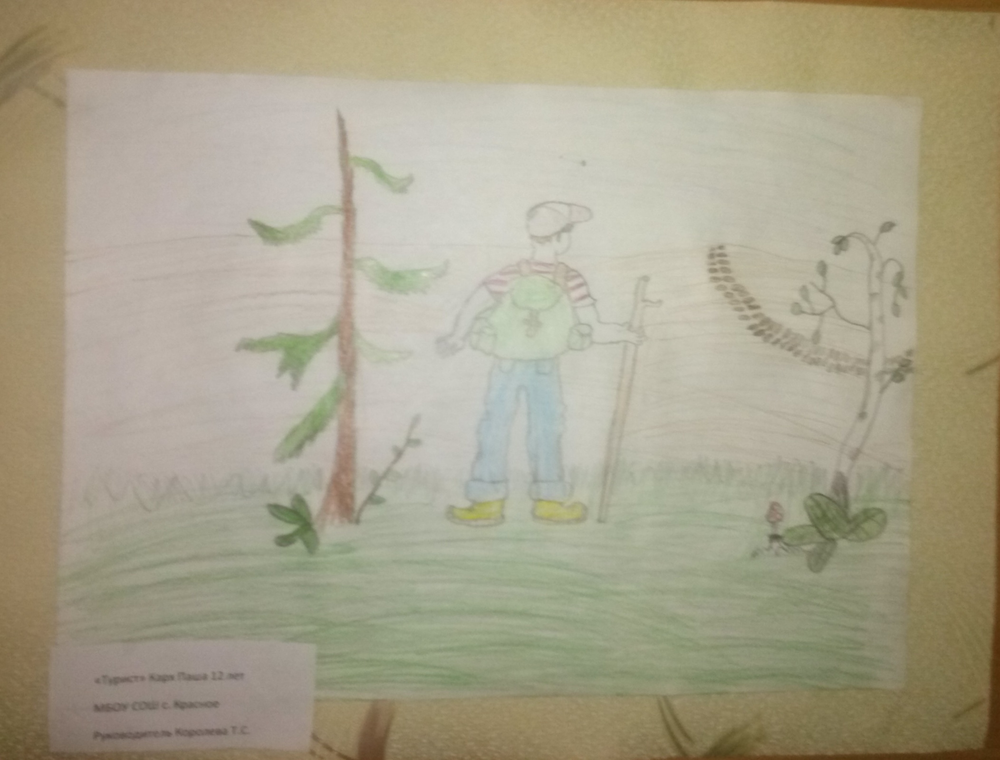 «Турист» Карх Паша 12 лет
МБОУ СОШ с. Красное
Руководитель Королева Т.С.